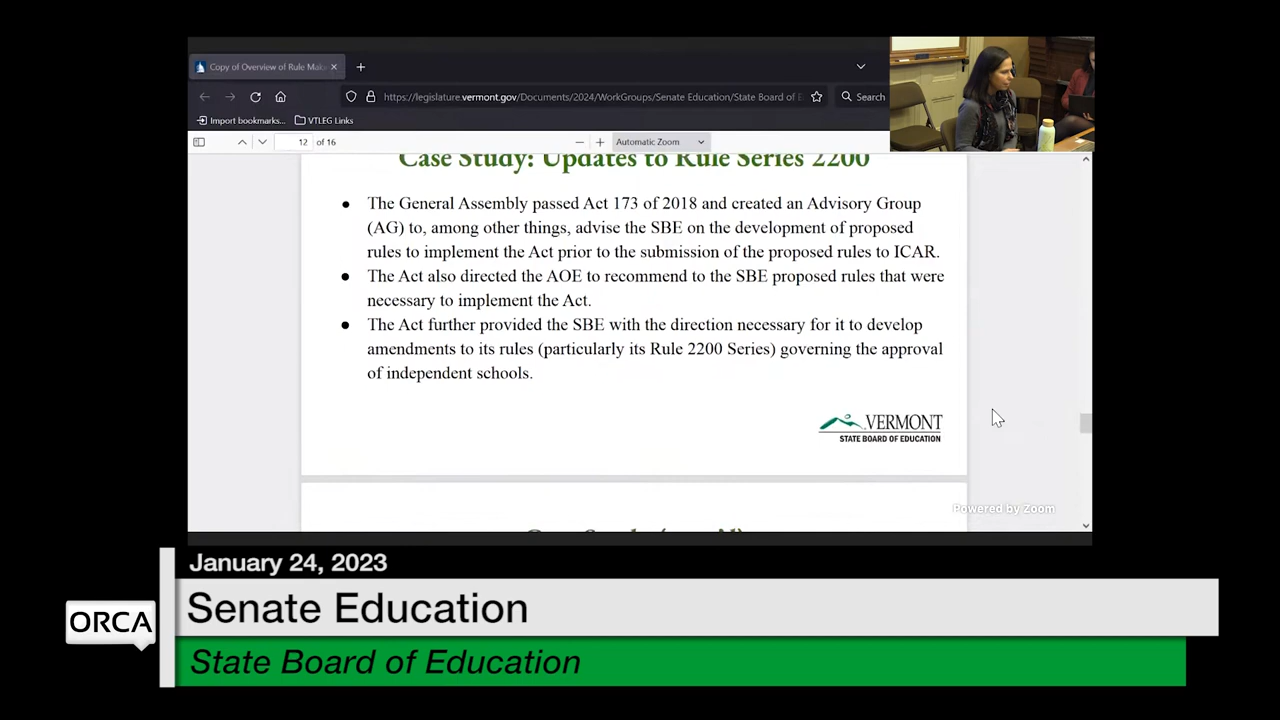 Copy of Overview of Rule Mak
https://legislature.vermont.gov/Documents/2024/WorkGroups/Senate Education/State Board of E
Search
Import bookmarks...
VTLEG Links
12 of 16
Automatic Zoom
Case Study: Updates to Rule Series 2200
• The General Assembly passed Act 173 of 2018 and created an Advisory Group
(AG) to, among other things, advise the SBE on the development of proposed
rules to implement the Act prior to the submission of the proposed rules to ICAR.
• The Act also directed the AOE to recommend to the SBE proposed rules that were
necessary to implement the Act.
• The Act further provided the SBE with the direction necessary for it to develop
amendments to its rules (particularly its Rule 2200 Series) governing the approval
of independent schools.
VERMONT
STATE BOARD OF EDUCATION
Powered by Zoom
January 24, 2023
Senate Education
ORCA
State Board of Education